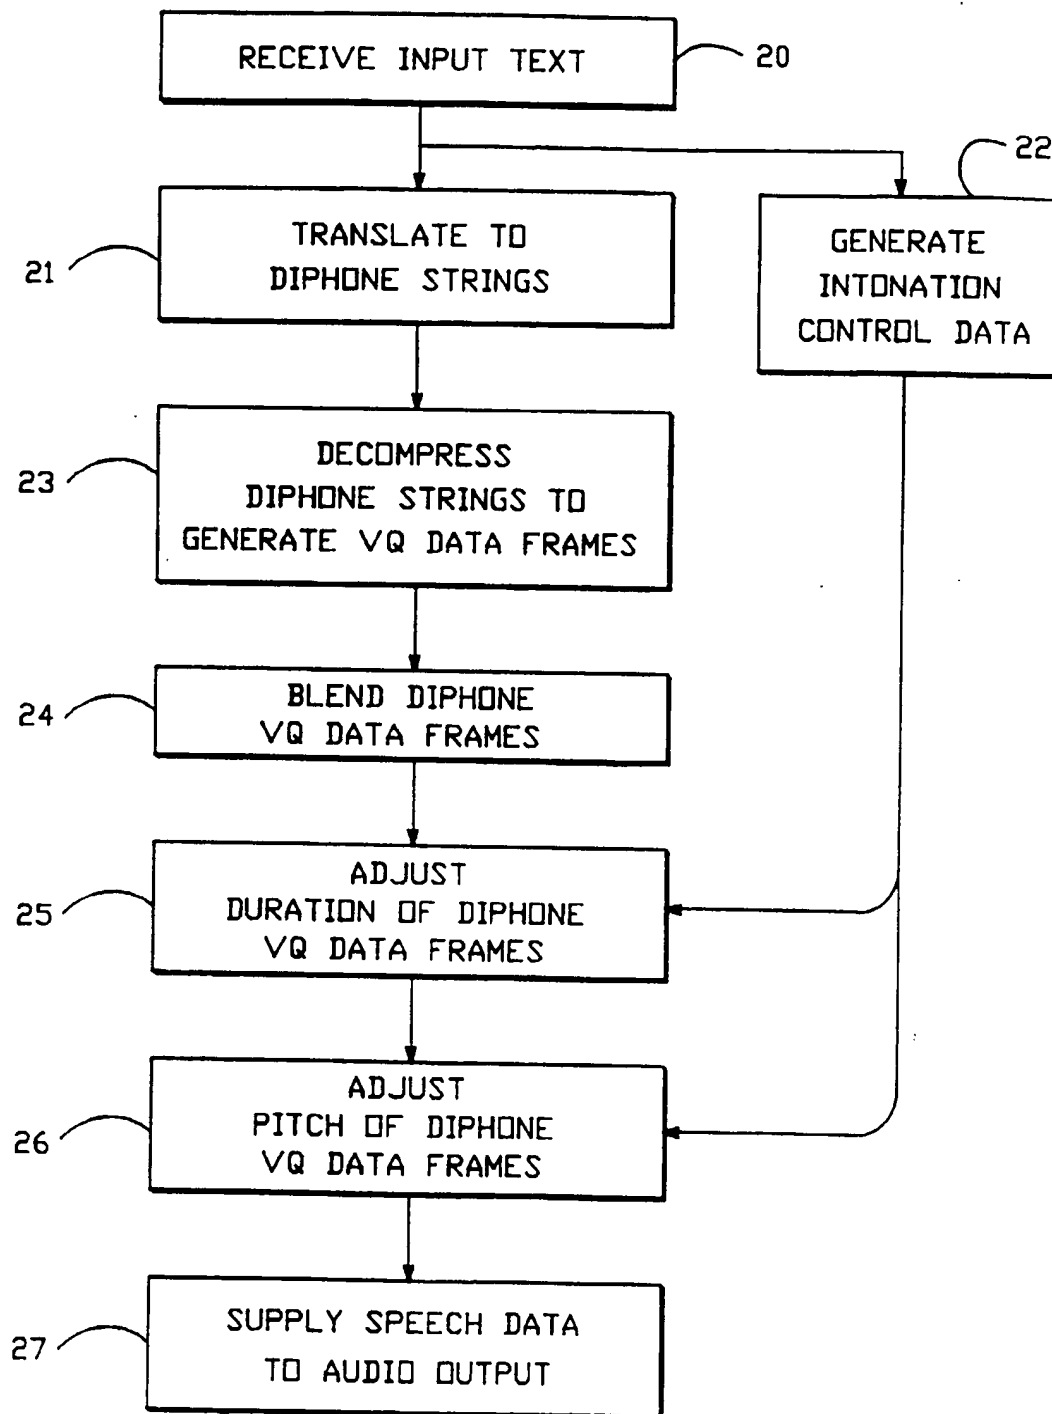 RECEIVE INPUT TEXT
20
22
TRANSLATE TO
DIPHONE STRINGS
21
GENERATE
INTONATION
CONTROL DATA
DECOMPRESS
DIPHONE STRINGS TO
GENERATE VQ DATA FRAMES
23
BLEND DIPHONE
VQ DATA FRAMES
24
ADJUST
DURATION OF DIPHONE
VQ DATA FRAMES
25
ADJUST
PITCH OF DIPHONE
VQ DATA FRAMES
26
SUPPLY SPEECH DATA
TO AUDIO OUTPUT
27